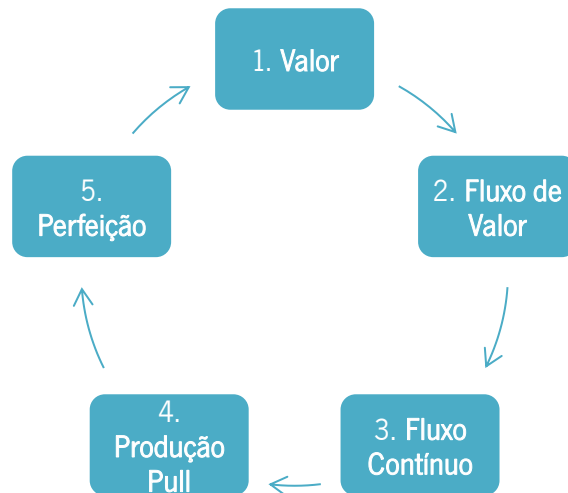 1. Valor
2. Fluxo de
Valor
3. Fluxo
Contínuo
4.
Produção
Pull
5.
Perfeição